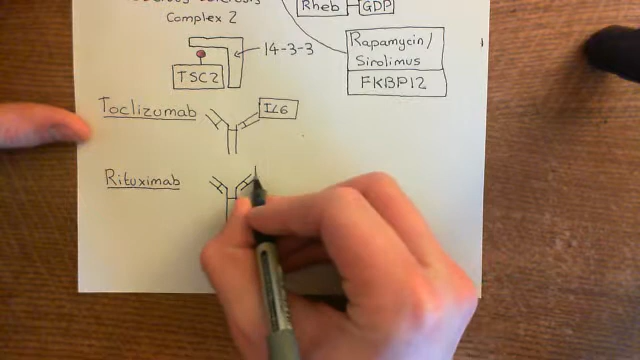 Complex 2
Rheb GDP
Rapamycin/
Sirolimus
FKBP12
14-3-3
TSC2
Toclizumab
IL6
Rituximab